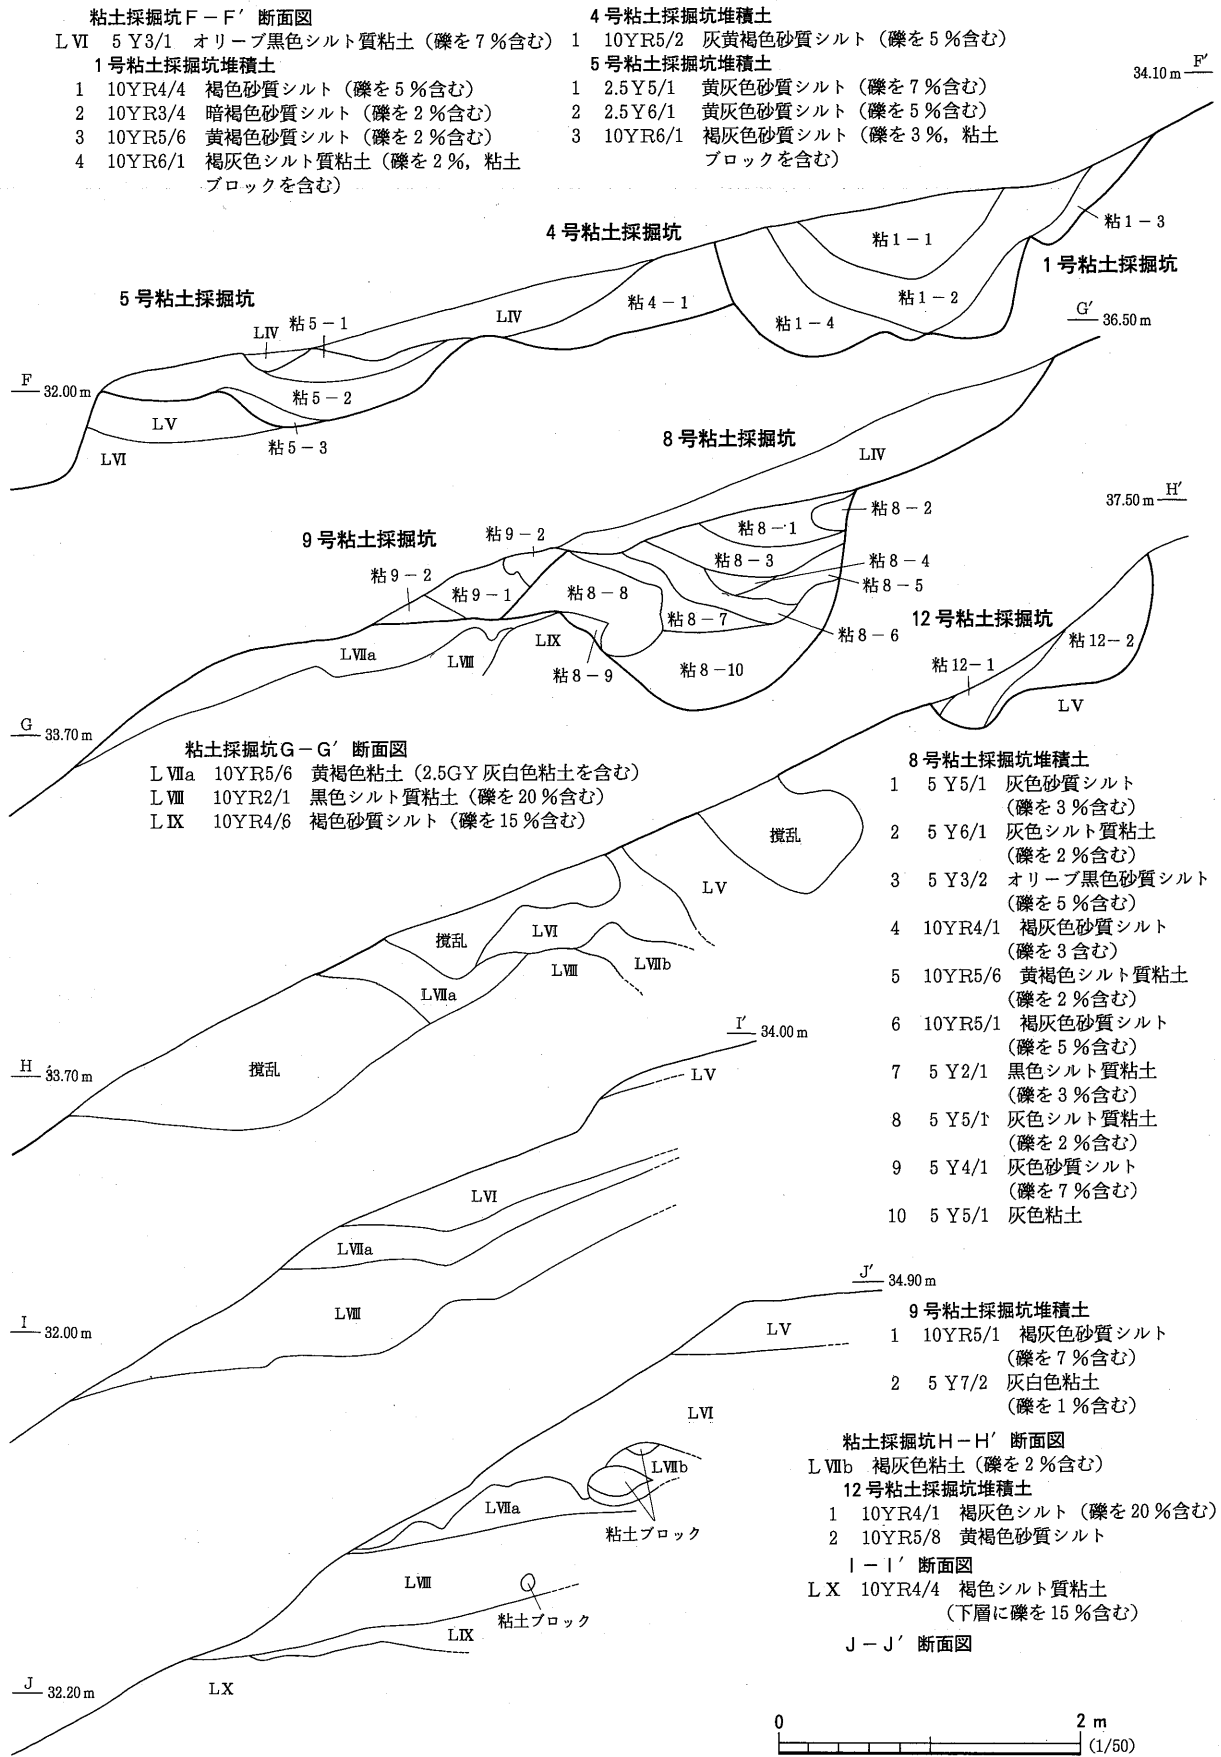 粘土採掘坑F－F′ 断面図
LⅥ 5Y3/1 オリーブ黒色シルト質粘土（礫を7％含む）
1号粘土採掘坑堆積土
1 10YR4/4 褐色砂質シルト（礫を5％含む）
2 10YR3/4 暗褐色砂質シルト（礫を2％含む）
3 10YR5/6 黄褐色砂質シルト（礫を2％含む）
4 10YR6/1 褐灰色シルト質粘土（礫を2％，粘土
ブロックを含む）
4号粘土採掘坑堆積土
1 10YR5/2 灰黄褐色砂質シルト（礫を5％含む）
5号粘土採掘坑堆積土
1 2.5Y5/1 黄灰色砂質シルト（礫を7％含む）
2 2.5Y6/1 黄灰色砂質シルト（礫を5％含む）
3 10YR6/1 褐灰色砂質シルト（礫を3％，粘土
ブロックを含む）
34.10m F′
4号粘土採掘坑
粘1－1
粘1－3
1号粘土採掘坑
5号粘土採掘坑
粘4－1
粘1－2
粘1－4
LⅣ
粘5－1
LⅣ
G′ 36.50m
F 32.00m
粘5－2
LⅤ
粘5－3
LⅥ
8号粘土採掘坑
LⅣ
37.50m H′
粘8－2
粘8－1
9号粘土採掘坑
粘9－2
粘8－3
粘8－4
粘9－2
粘8－5
粘9－1
粘8－8
粘8－7
粘8－6
12号粘土採掘坑
粘12－2
LⅦa
LⅧ
LⅨ
粘8－9
粘8－10
粘12－1
LⅤ
G 33.70m
粘土採掘坑G－G′ 断面図
LⅦa 10YR5/6 黄褐色粘土（2.5GY灰白色粘土を含む）
LⅧ 10YR2/1 黒色シルト質粘土（礫を20％含む）
LⅨ 10YR4/6 褐色砂質シルト（礫を15％含む）
8号粘土採掘坑堆積土
1 5Y5/1 灰色砂質シルト
（礫を3％含む）
2 5Y6/1 灰色シルト質粘土
（礫を2％含む）
3 5Y3/2 オリーブ黒色砂質シルト
（礫を5％含む）
4 10YR4/1 褐灰色砂質シルト
（礫を3含む）
5 10YR5/6 黄褐色シルト質粘土
（礫を2％含む）
6 10YR5/1 褐灰色砂質シルト
（礫を5％含む）
7 5Y2/1 黒色シルト質粘土
（礫を3％含む）
8 5Y5/1 灰色シルト質粘土
（礫を2％含む）
9 5Y4/1 灰色砂質シルト
（礫を7％含む）
10 5Y5/1 灰色粘土
撹乱
LⅤ
撹乱
LⅥ
LⅦb
LⅧ
LⅦa
撹乱
H 33.70m
I′ 34.00m
LⅤ
LⅥ
LⅦa
LⅧ
I 32.00m
J′ 34.90m
LⅤ
LⅥ
LⅦb
LⅦa
粘土ブロック
LⅧ
粘土ブロック
LⅨ
LⅩ
J 32.20m
9号粘土採掘坑堆積土
1 10YR5/1 褐灰色砂質シルト
（礫を7％含む）
2 5Y7/2 灰白色粘土
（礫を1％含む）
粘土採掘坑H－H′ 断面図
LⅦb 褐灰色粘土（礫を2％含む）
12号粘土採掘坑堆積土
1 10YR4/1 褐灰色シルト（礫を20％含む）
2 10YR5/8 黄褐色砂質シルト
I－I′ 断面図
LⅩ 10YR4/4 褐色シルト質粘土
（下層に礫を15％含む）
J－J′ 断面図
0 2m
(1/50)